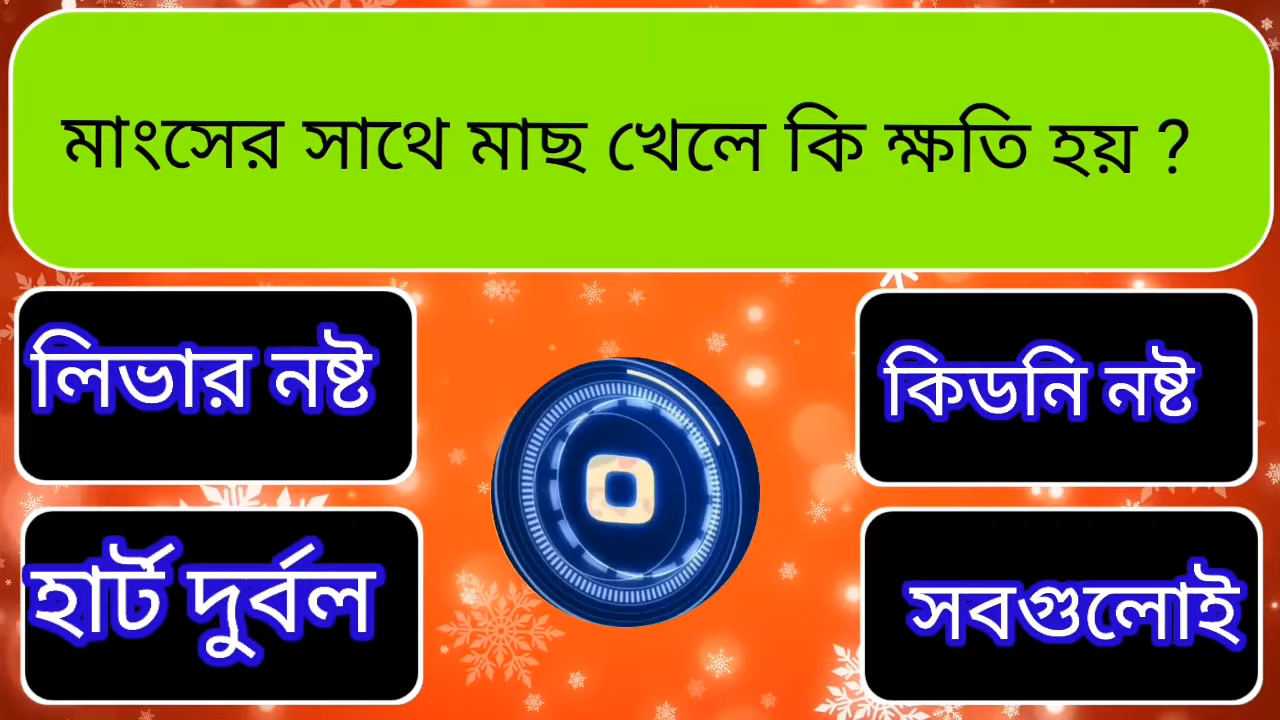 মাংসের সাথে মাছ খেলে কি ক্ষতি হয় ?
লিভার নষ্ট
কিডনি নষ্ট
হার্ট দুর্বল
সবগুলোই